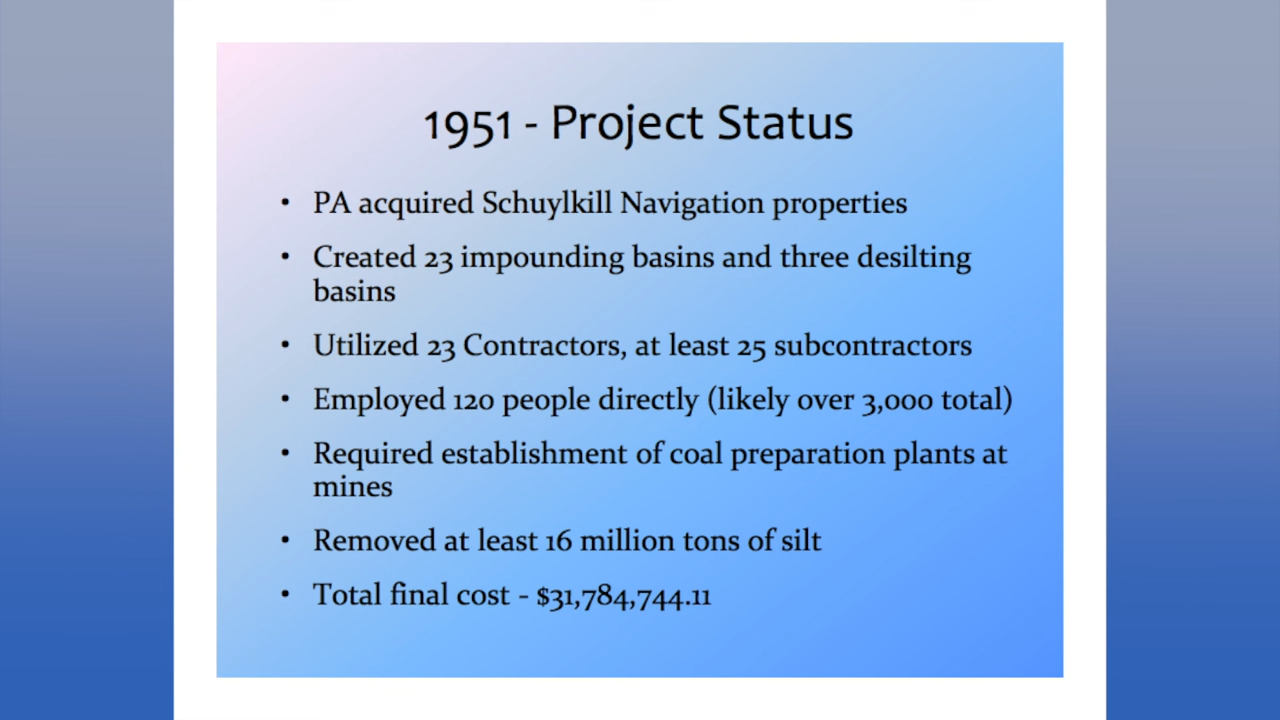 1951 - Project Status
• PA acquired Schuylkill Navigation properties
• Created 23 impounding basins and three desilting
basins
• Utilized 23 Contractors, at least 25 subcontractors
• Employed 120 people directly (likely over 3,000 total)
• Required establishment of coal preparation plants at
mines
• Removed at least 16 million tons of silt
• Total final cost - $31,784,744.11